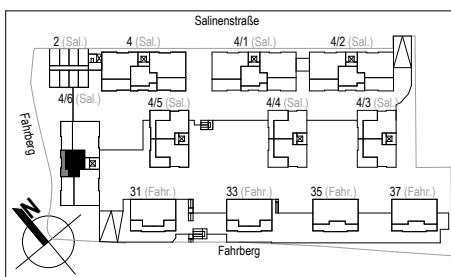 Salinenstraße
2 (Sal.) 4 (Sal.) 4/1 (Sal.) 4/2 (Sal.)
4/6 (Sal.) 4/5 (Sal.) 4/4 (Sal.) 4/3 (Sal.)
Fahrberg
31 (Fahr.) 33 (Fahr.) 35 (Fahr.) 37 (Fahr.)
N
Fahrberg